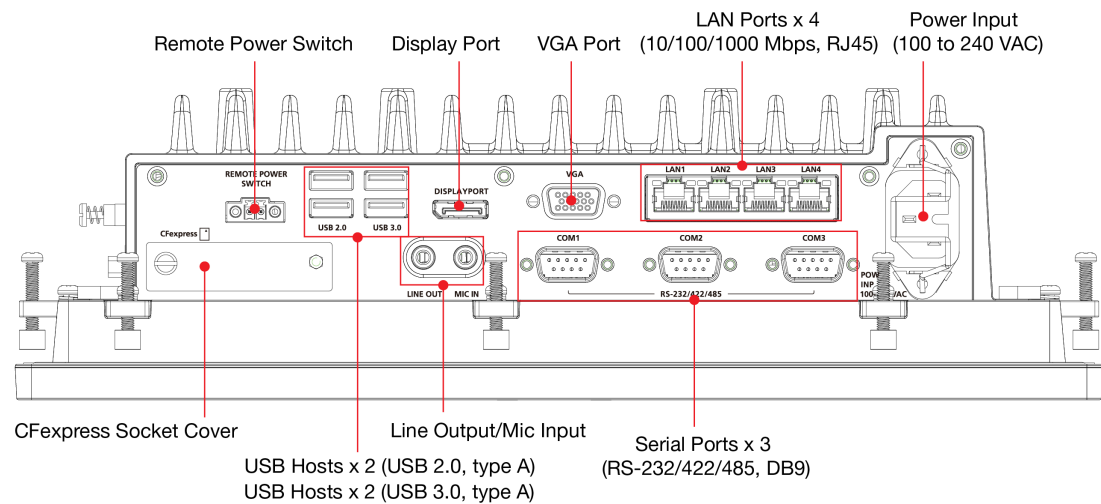 LAN Ports x 4
(10/100/1000 Mbps, RJ45)
Power Input
(100 to 240 VAC)
Remote Power Switch
Display Port
VGA Port
REMOTE POWER
SWITCH
DISPLAYPORT
VGA
LAN1
LAN2
LAN3
LAN4
CFexpress
USB 2.0
USB 3.0
COM1
COM2
COM3
LINE OUT
MIC IN
RS-232/422/485
CFexpress Socket Cover
Line Output/Mic Input
Serial Ports x 3
(RS-232/422/485, DB9)
USB Hosts x 2 (USB 2.0, type A)
USB Hosts x 2 (USB 3.0, type A)